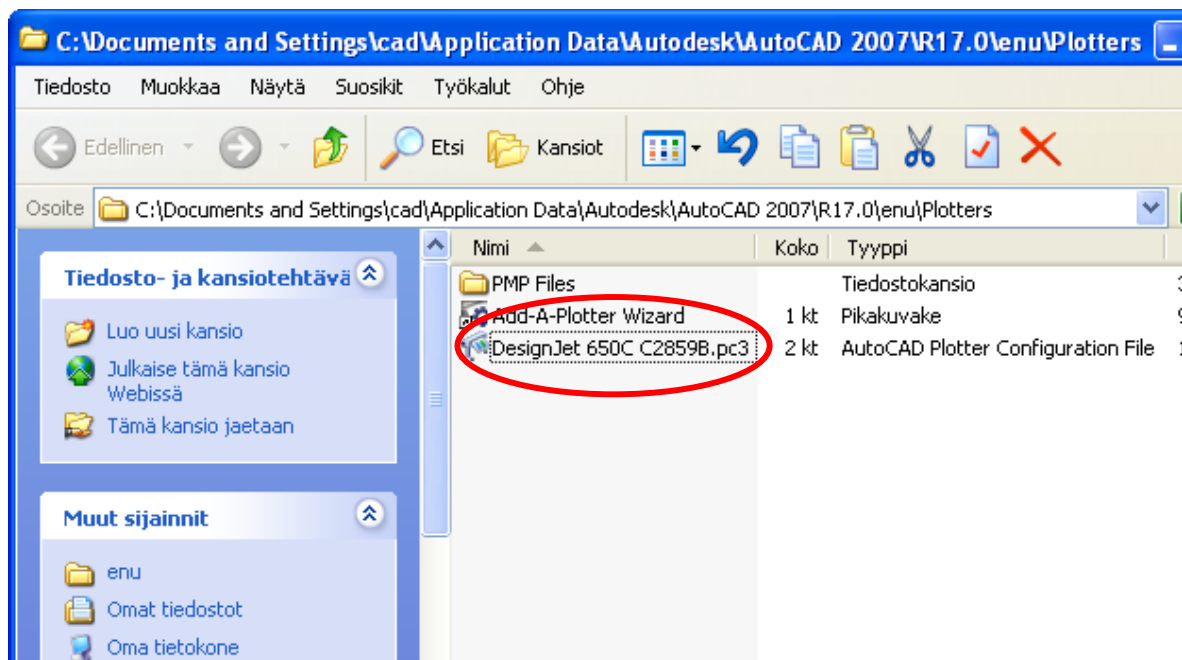 C:\Documents and Settings\cad\Application Data\Autodesk\AutoCAD 2007\R17.0\enu\Plotters
Tiedosto Muokkaa Näytä Suosikit Työkalut Ohje
Edellinen Etsi Kansiot
Osoite C:\Documents and Settings\cad\Application Data\Autodesk\AutoCAD 2007\R17.0\enu\Plotters
Nimi Koko Tyyppi
Tiedosto- ja kansiotehtävä
PMP Files Tiedostokansio
Add-A-Plotter Wizard 1 kt Pikakuvake
DesignJet 650C C2859B.pc3 2 kt AutoCAD Plotter Configuration File
Luo uusi kansio
Julkaise tämä kansio
Webissä
Tämä kansio jaetaan
Muut sijainnit
enu
Omat tiedostot
Oma tietokone